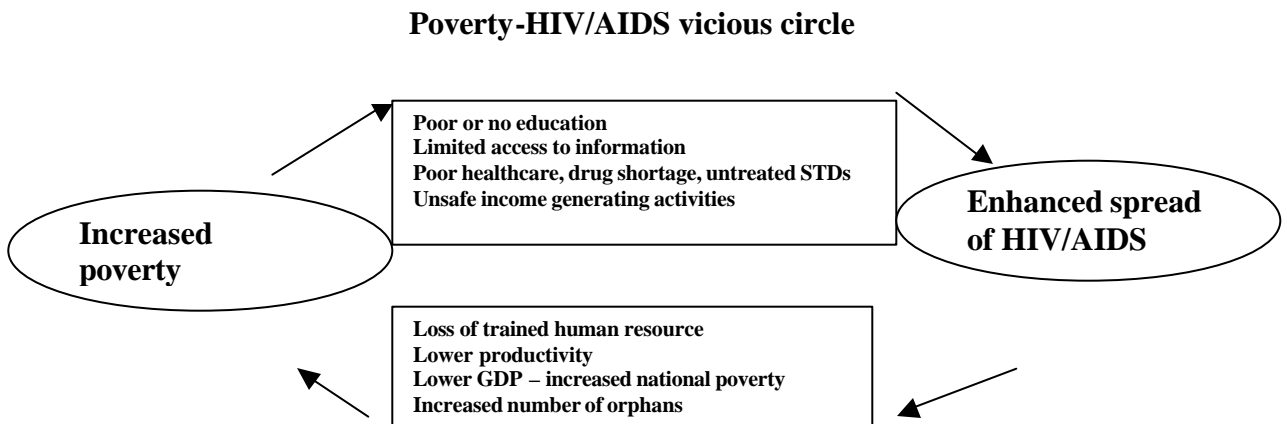 Poverty-HIV/AIDS vicious circle
Poor or no education
Limited access to information
Poor healthcare, drug shortage, untreated STDs
Unsafe income generating activities
Increased
poverty
Enhanced spread
of HIV/AIDS
Loss of trained human resource
Lower productivity
Lower GDP – increased national poverty
Increased number of orphans